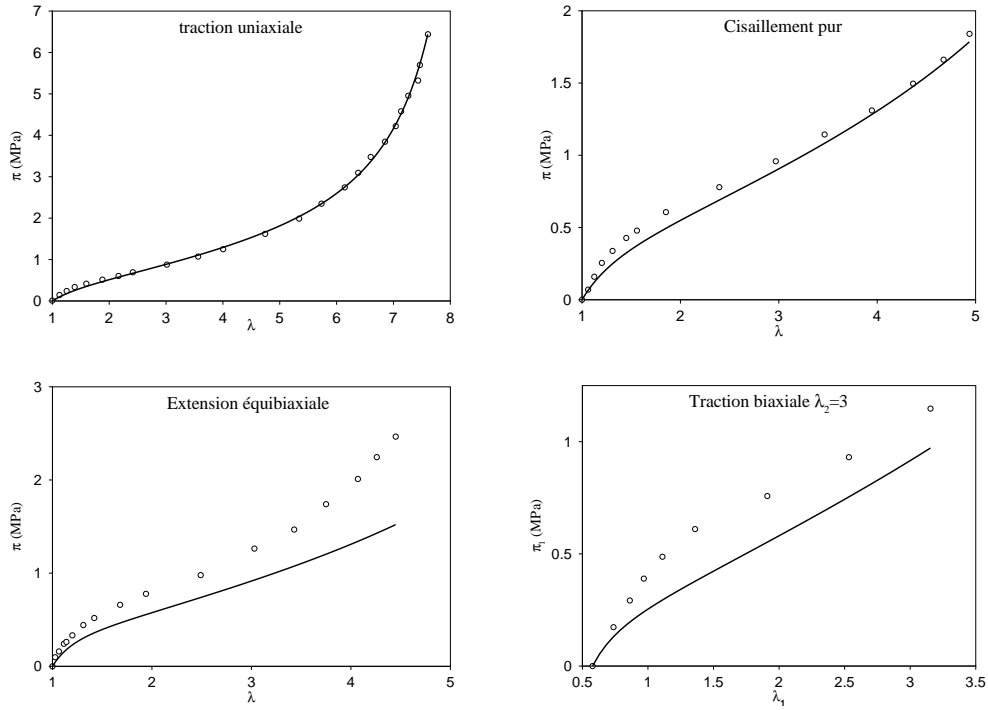 traction uniaxiale
π (MPa)
7
6
5
4
3
2
1
0
1 2 3 4 5 6 7 8
λ
Cisaillement pur
π (MPa)
2
1.5
1
0.5
0
1 2 3 4 5
λ
Extension équibiaxiale
π (MPa)
3
2
1
0
1 2 3 4 5
λ
Traction biaxiale λ₂=3
π₁ (MPa)
1
0.5
0
0.5 1 1.5 2 2.5 3 3.5
λ₁